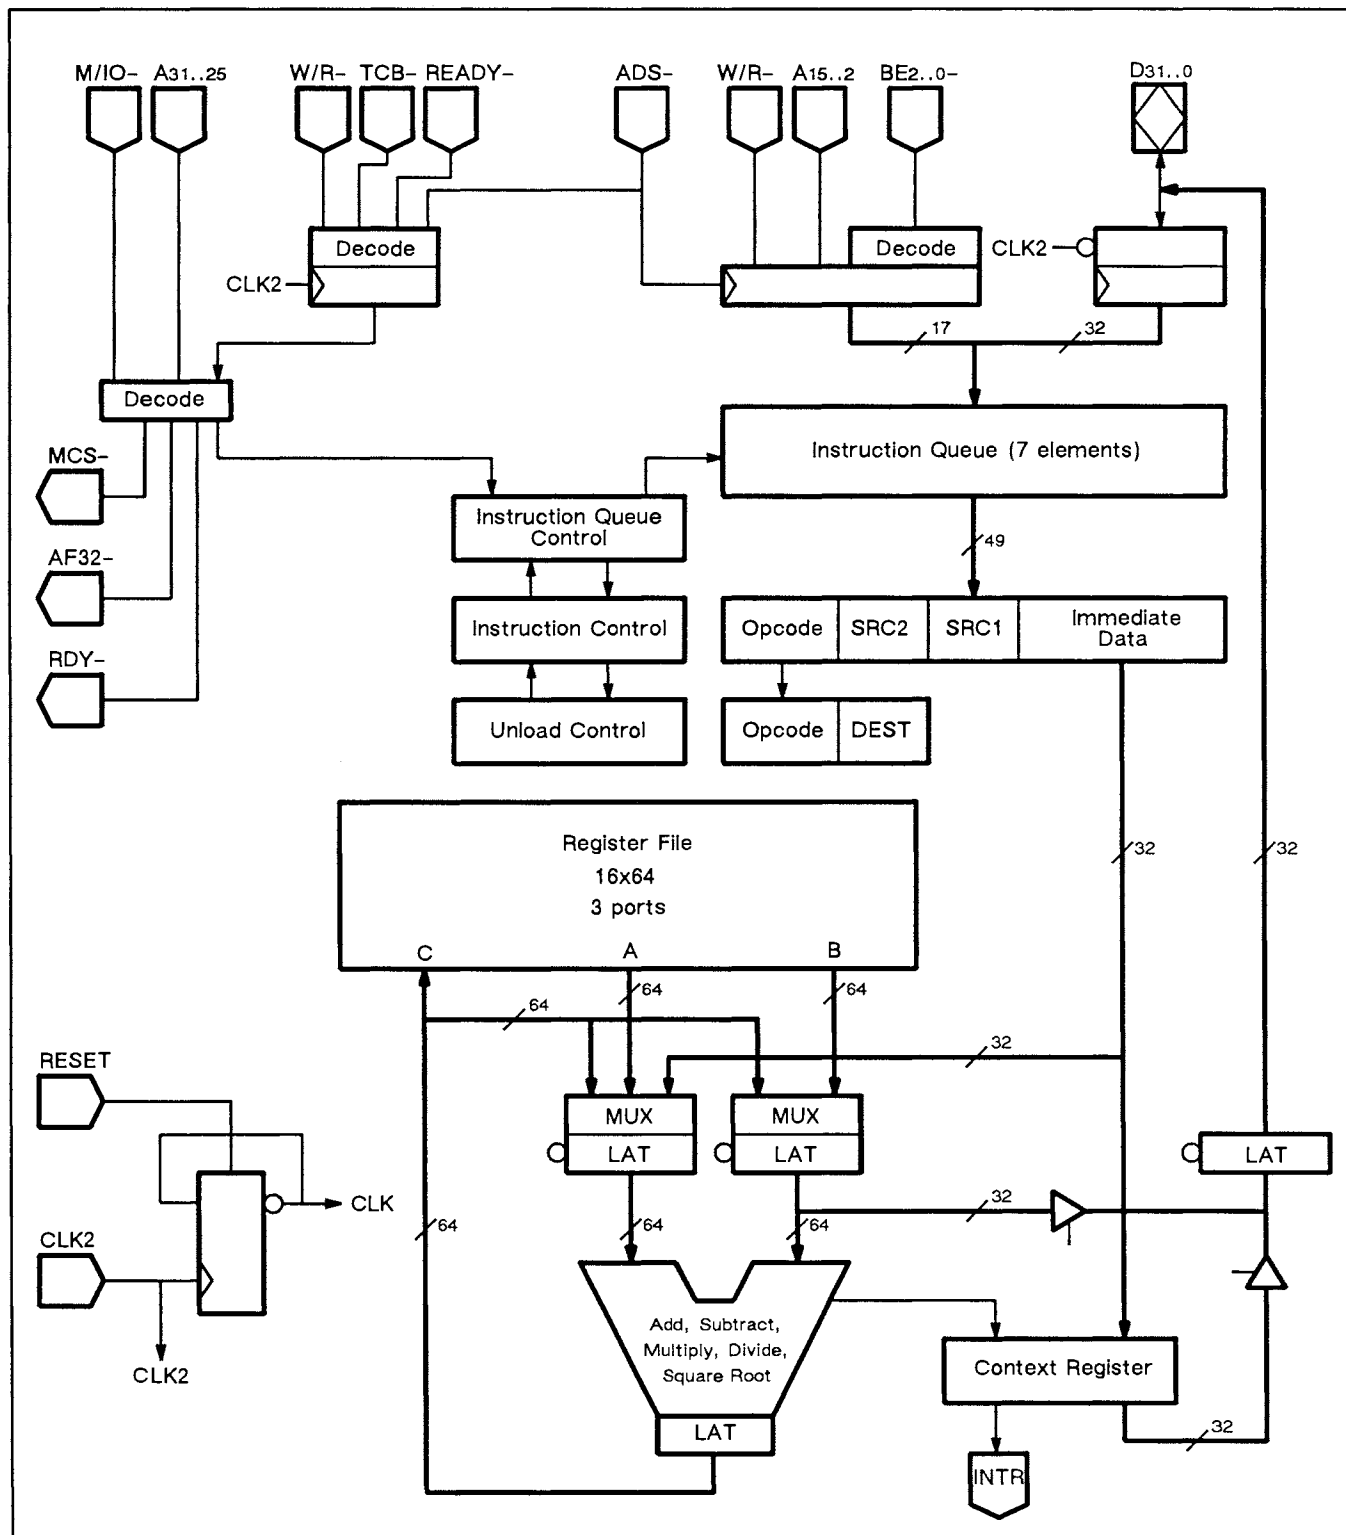 M/IO-
A31..25
W/R-
TCB-
READY-
ADS-
W/R-
A15..2
BE2..0-
D31..0
Decode
CLK2
Decode
CLK2
17
32
Decode
MCS-
AF32-
RDY-
Instruction Queue (7 elements)
Instruction Queue
Control
49
Instruction Control
Unload Control
Opcode
SRC2
SRC1
Immediate
Data
Opcode
DEST
Register File
16x64
3 ports
C
A
B
32
32
64
64
64
32
RESET
CLK
CLK2
CLK2
MUX
LAT
MUX
LAT
LAT
64
64
64
32
Add, Subtract,
Multiply, Divide,
Square Root
LAT
Context Register
32
INTR